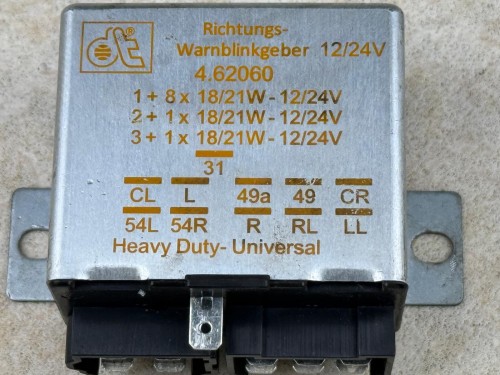 dt
Richtungs-
Warnblinkgeber 12/24V
4.62060
1 + 8 x 18/21W - 12/24V
2 + 1 x 18/21W - 12/24V
3 + 1 x 18/21W - 12/24V
31
CL L 49a 49 CR
54L 54R R RL LL
Heavy Duty- Universal